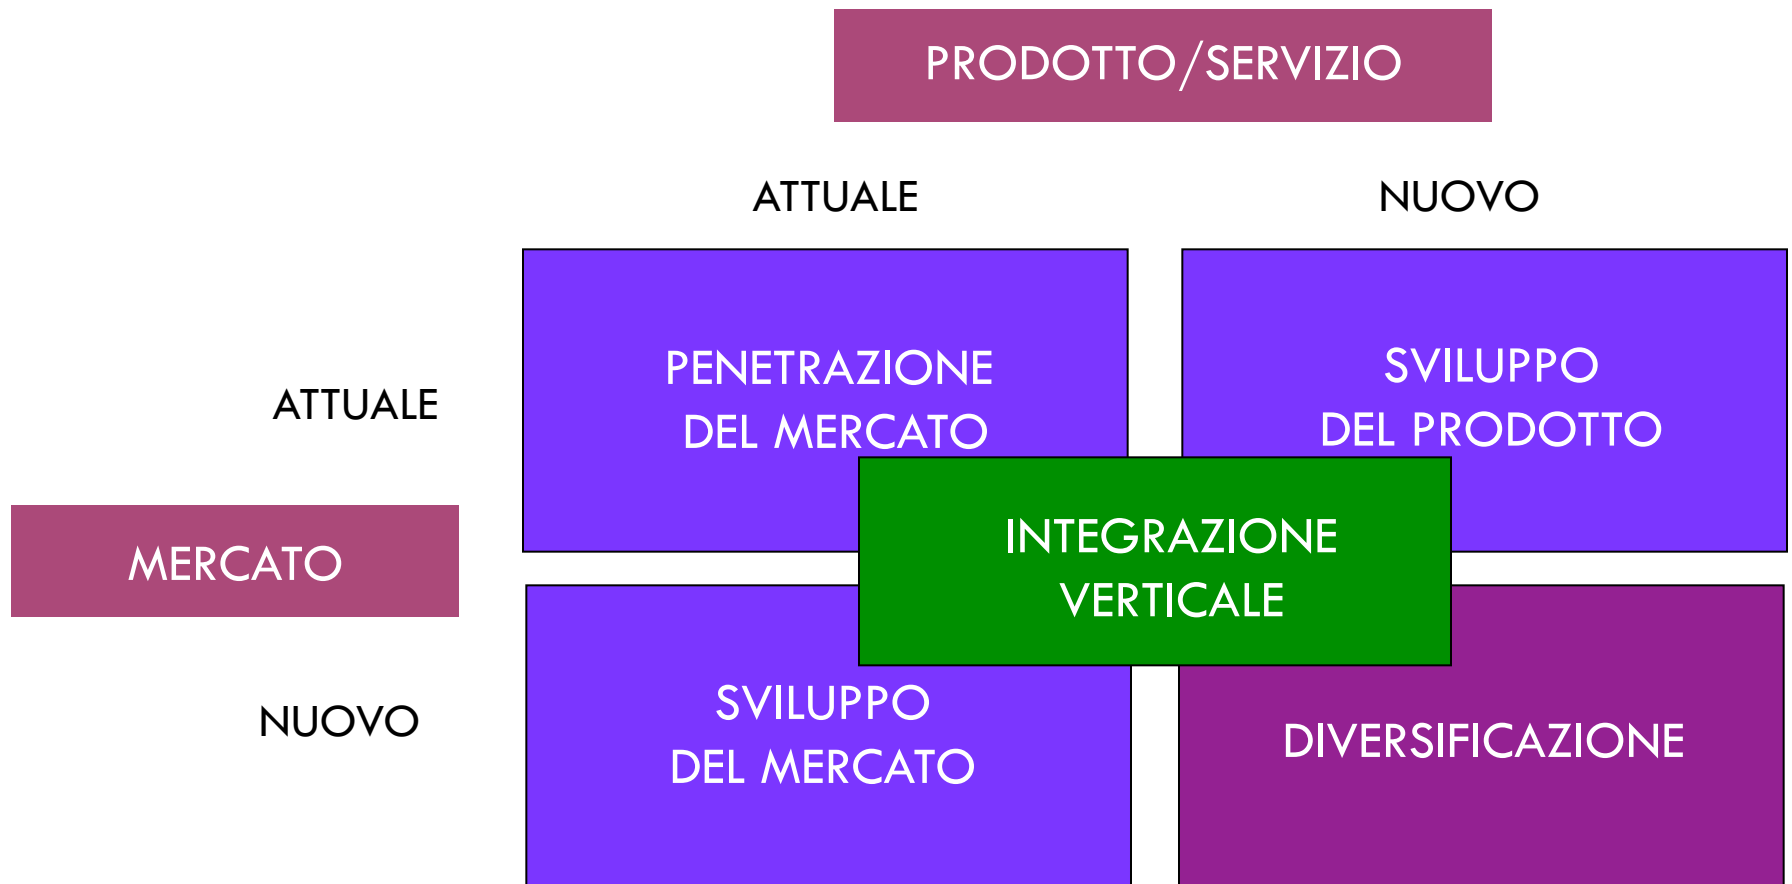 PRODOTTO/SERVIZIO
ATTUALE
NUOVO
ATTUALE
PENETRAZIONE
DEL MERCATO
SVILUPPO
DEL PRODOTTO
MERCATO
INTEGRAZIONE
VERTICALE
NUOVO
SVILUPPO
DEL MERCATO
DIVERSIFICAZIONE